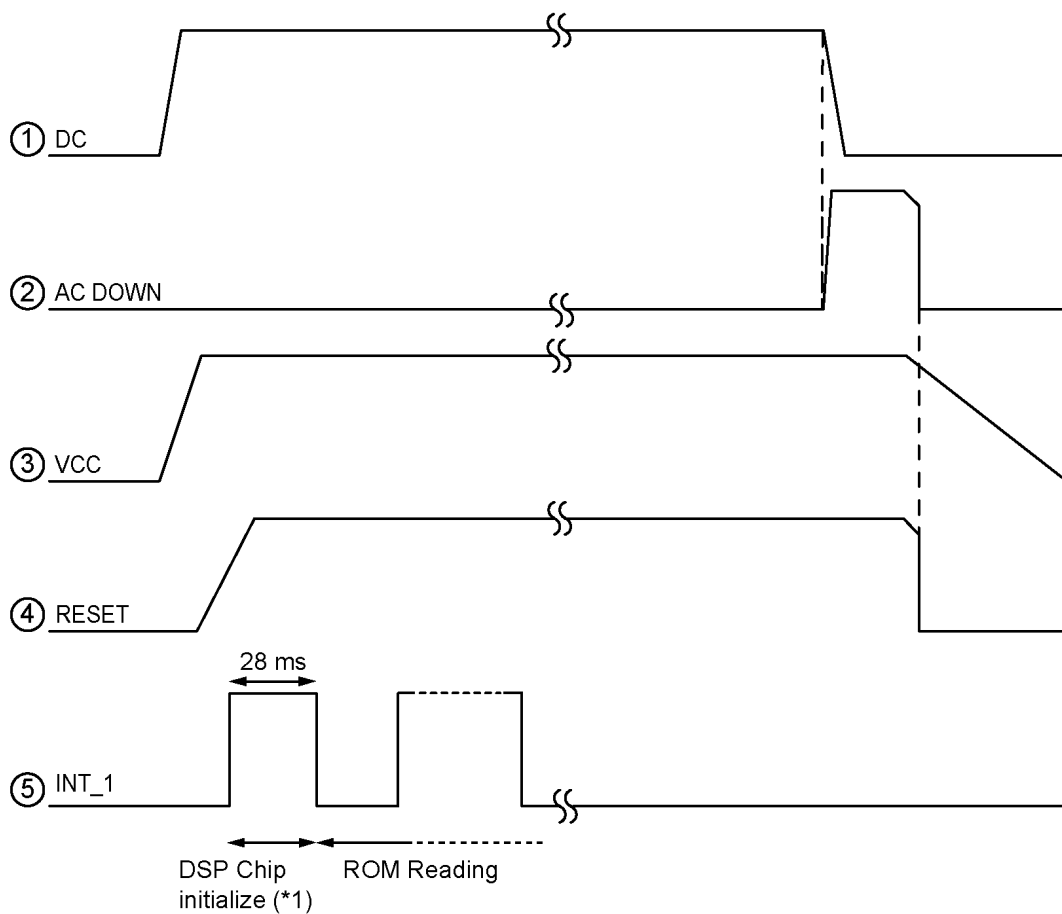 ① DC
② AC DOWN
③ VCC
④ RESET
28 ms
⑤ INT_1
DSP Chip
initialize (*1)
ROM Reading